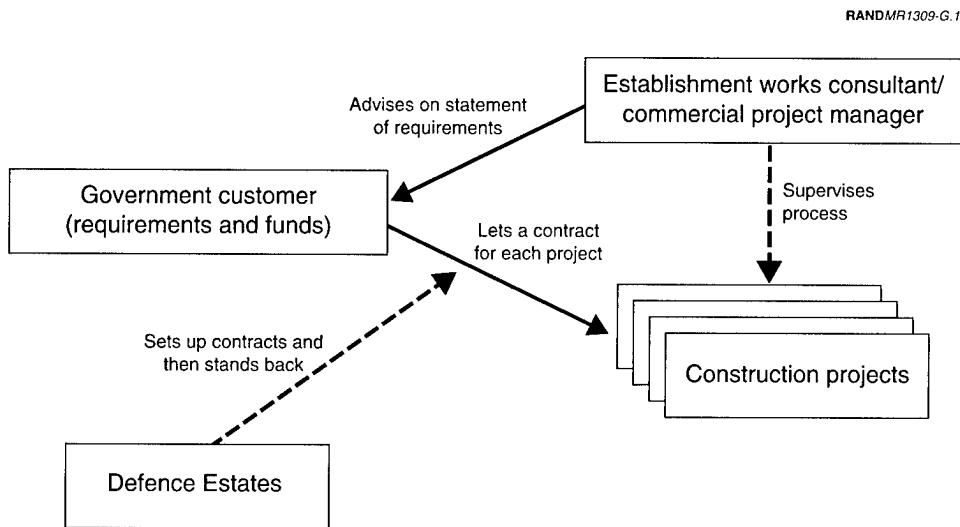 RANDMR1309-G.1
Establishment works consultant/
commercial project manager
Advises on statement
of requirements
Government customer
(requirements and funds)
Supervises
process
Lets a contract
for each project
Sets up contracts and
then stands back
Construction projects
Defence Estates